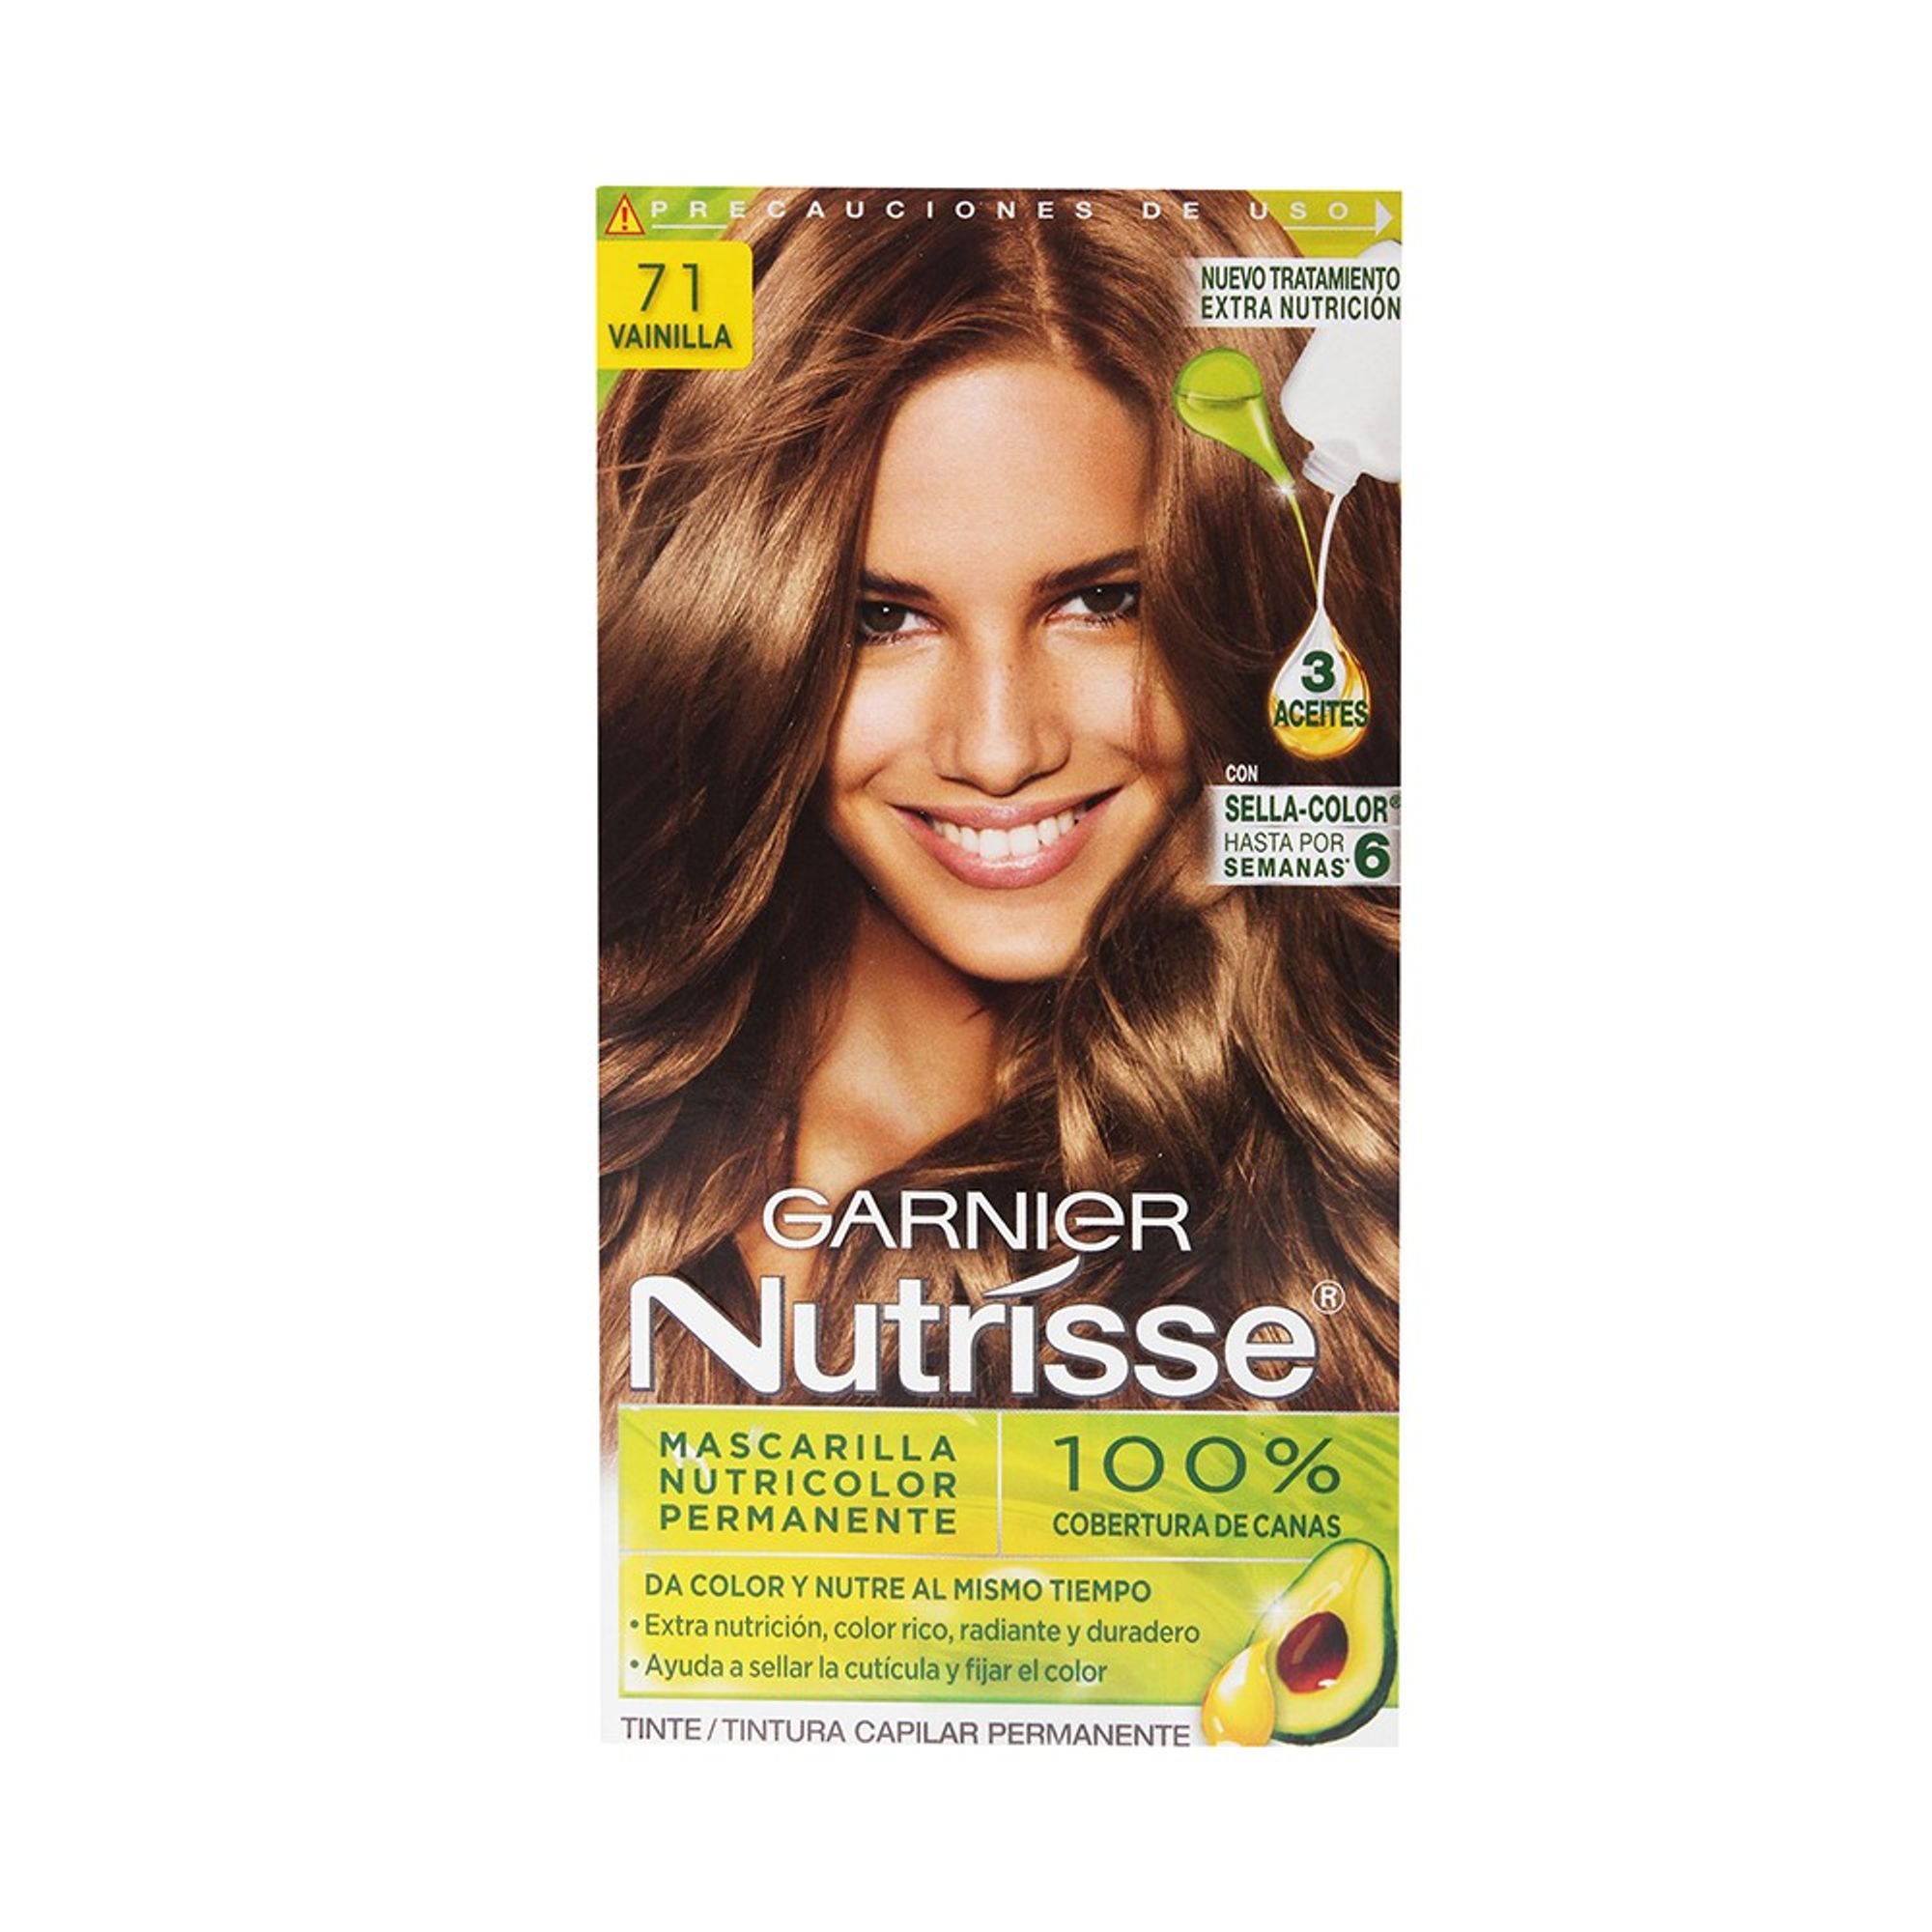 PRECAUCIONES DE USO
71
VAINILLA
NUEVO TRATAMIENTO
EXTRA NUTRICIÓN
3
ACEITES
CON
SELLA-COLOR®
HASTA POR
SEMANAS* 6
GARNIER
Nutrisse®
MASCARILLA
NUTRICOLOR
PERMANENTE
100%
COBERTURA DE CANAS
DA COLOR Y NUTRE AL MISMO TIEMPO
• Extra nutrición, color rico, radiante y duradero
• Ayuda a sellar la cutícula y fijar el color
TINTE / TINTURA CAPILAR PERMANENTE